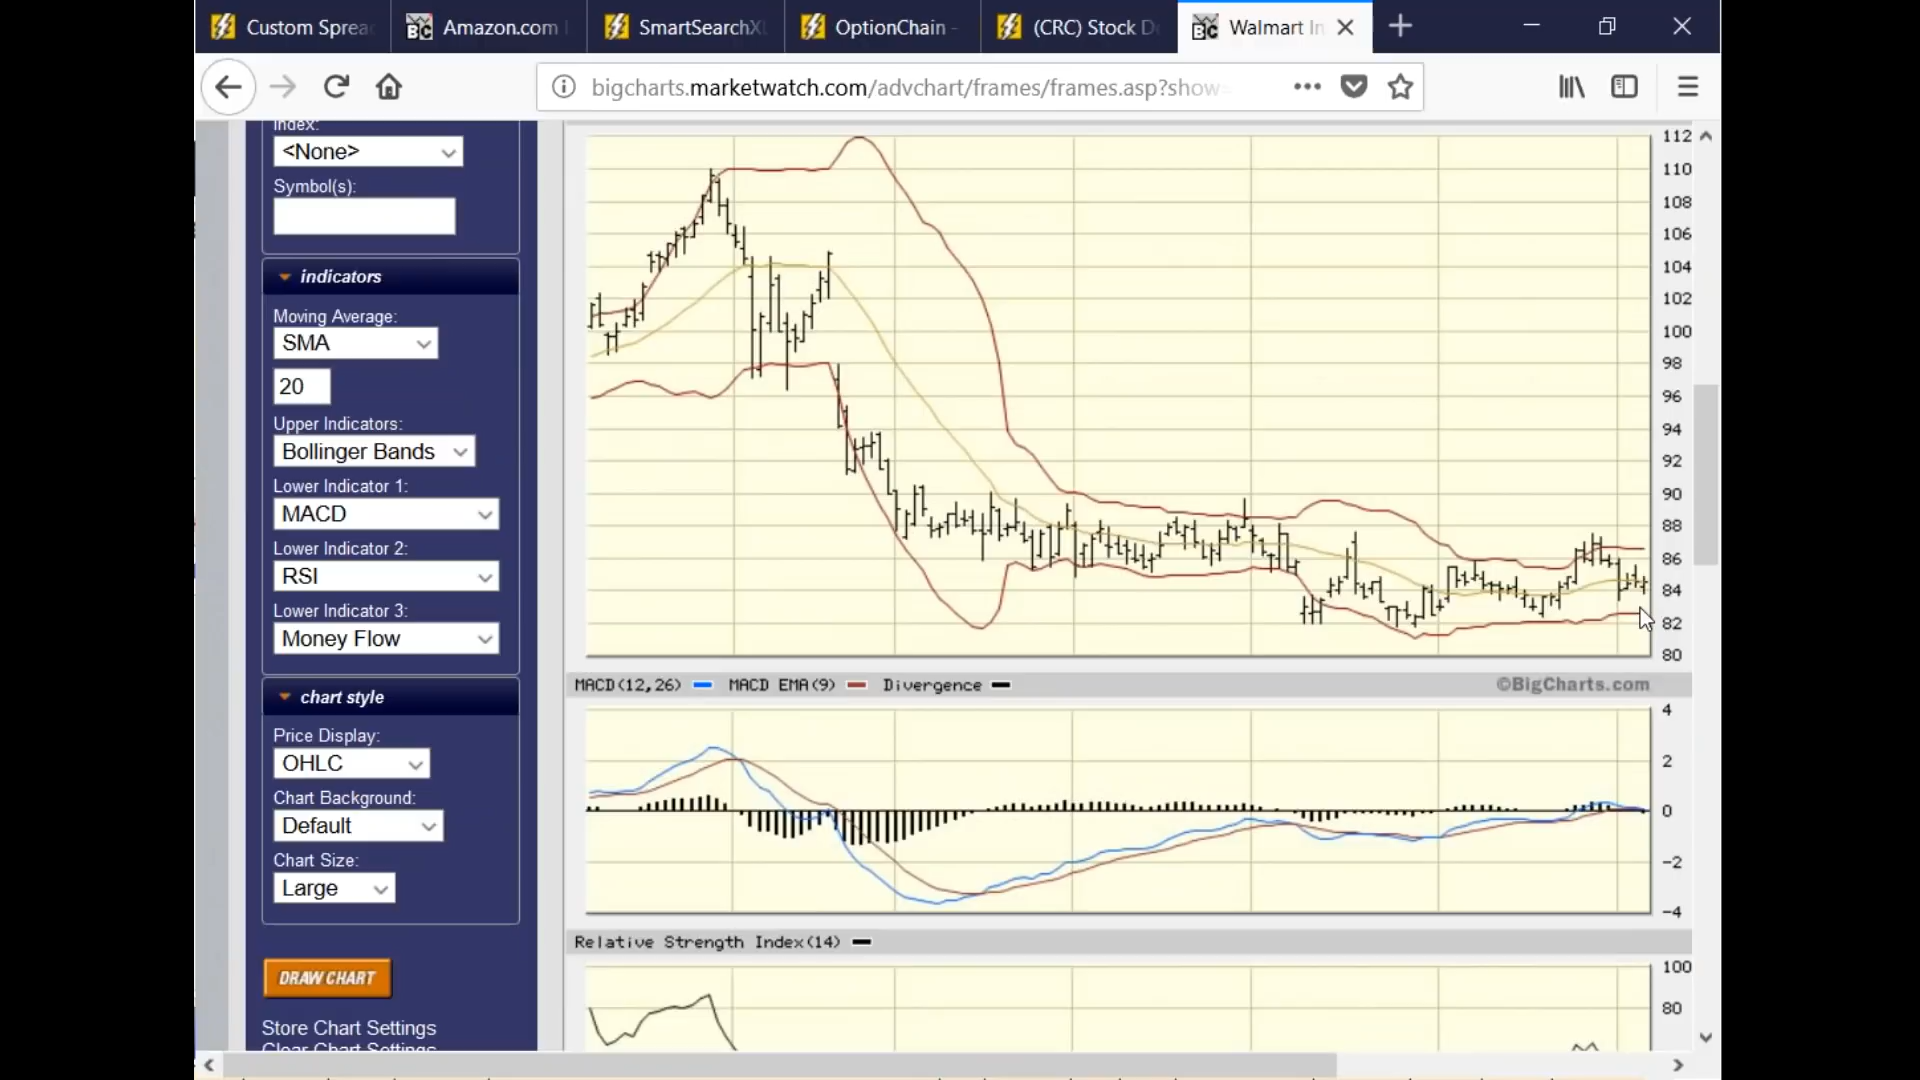 Custom Sprea
Amazon.com
SmartSearchXL
OptionChain -
(CRC) Stock D
Walmart In
bigcharts.marketwatch.com/advchart/frames/frames.asp?show=
Index:
<None>
Symbol(s):
indicators
Moving Average:
SMA
20
Upper Indicators:
Bollinger Bands
Lower Indicator 1:
MACD
Lower Indicator 2:
RSI
Lower Indicator 3:
Money Flow
chart style
Price Display:
OHLC
Chart Background:
Default
Chart Size:
Large
DRAW CHART
Store Chart Settings
Clear Chart Settings
112
110
108
106
104
102
100
98
96
94
92
90
88
86
84
82
80
MACD(12,26) MACD EMA(9) Divergence ©BigCharts.com
4
2
0
-2
-4
Relative Strength Index(14)
100
80